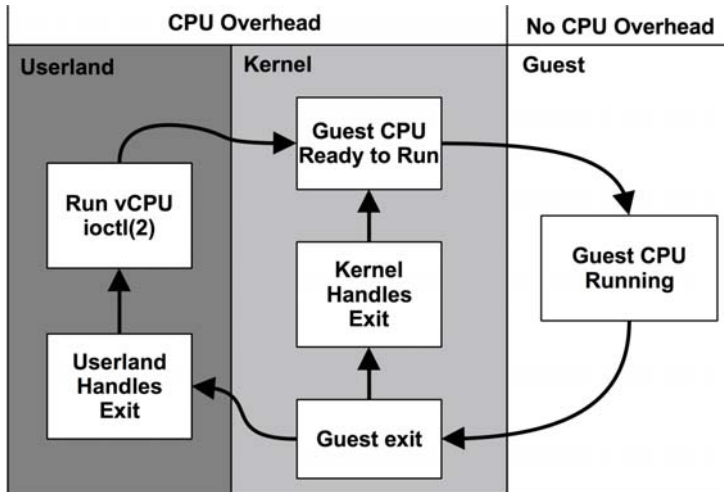 CPU Overhead
No CPU Overhead
Userland
Kernel
Guest
Guest CPU
Ready to Run
Run vCPU
ioctl(2)
Guest CPU
Running
Kernel
Handles
Exit
Userland
Handles
Exit
Guest exit